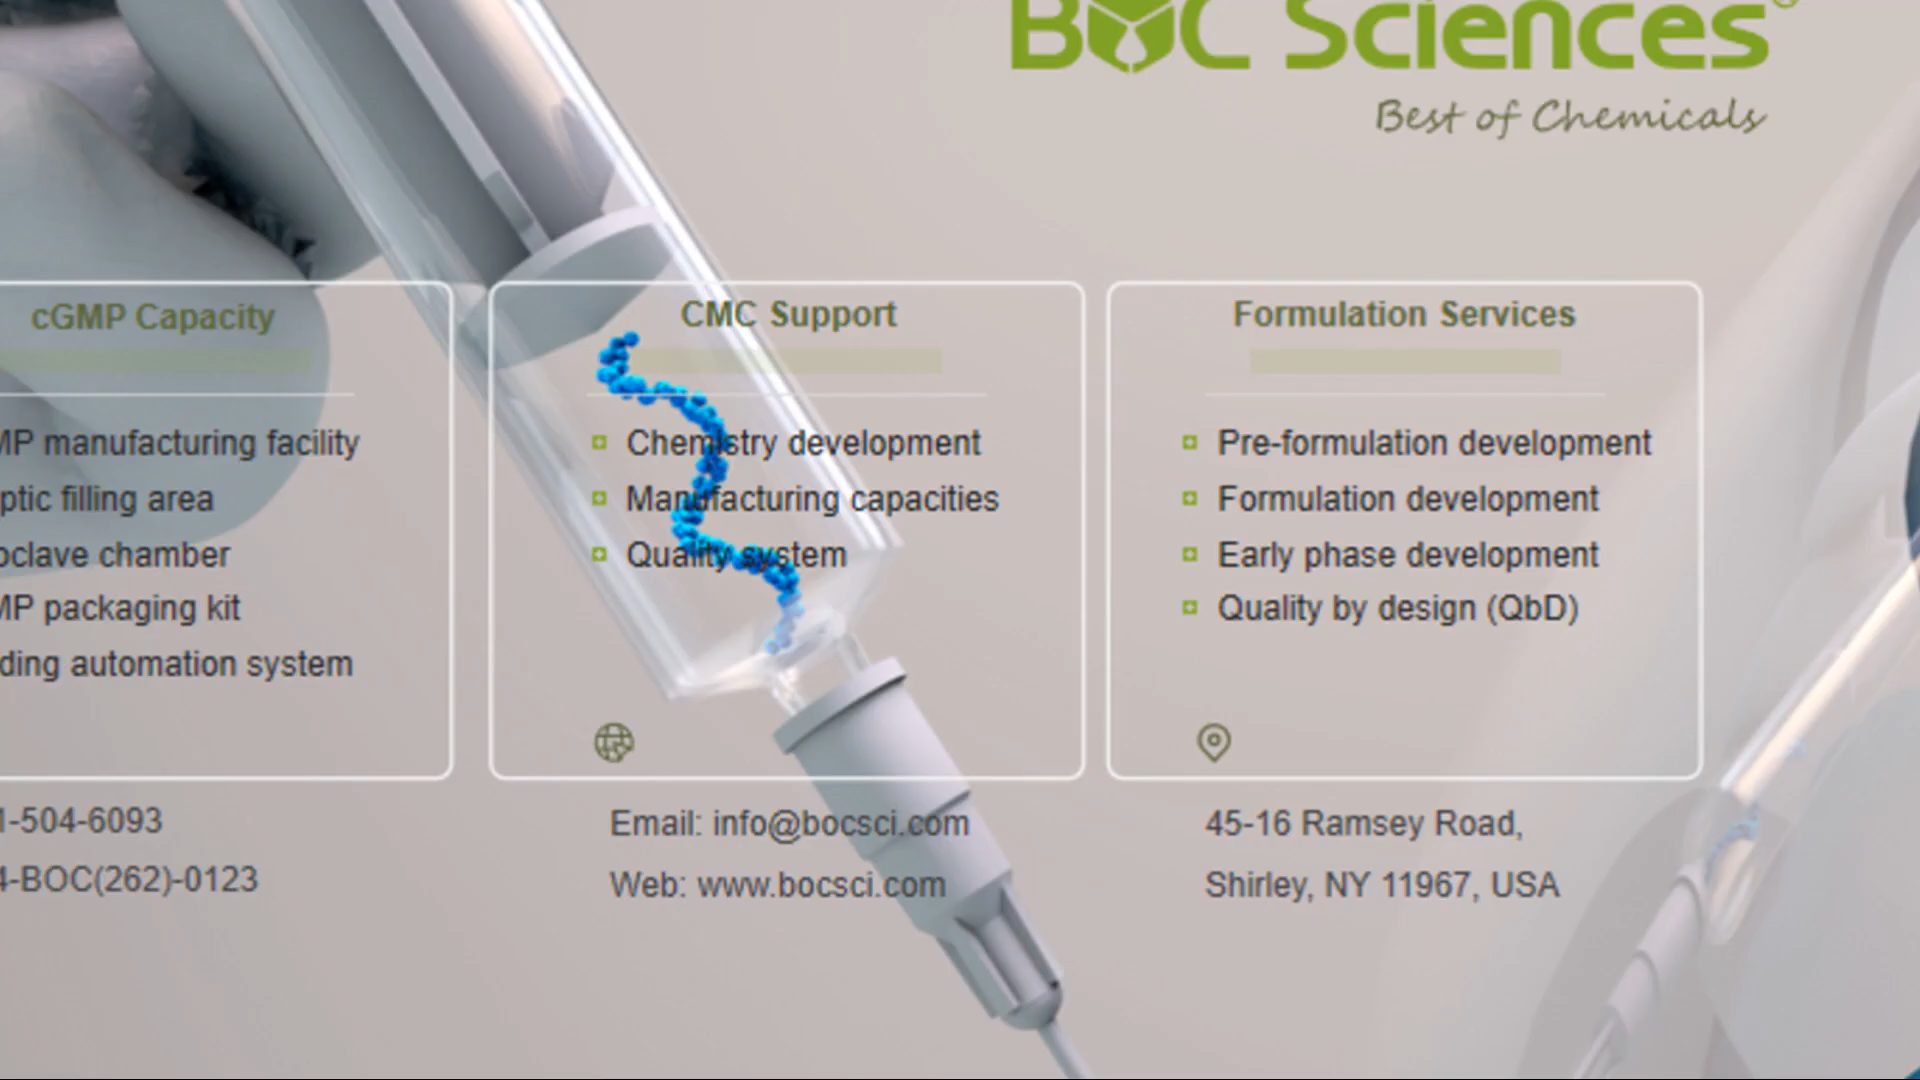 BOC Sciences®
Best of Chemicals
cGMP Capacity
MP manufacturing facility
ptic filling area
oclave chamber
MP packaging kit
ding automation system
CMC Support
Chemistry development
Manufacturing capacities
Quality system
Formulation Services
Pre-formulation development
Formulation development
Early phase development
Quality by design (QbD)
1-504-6093
4-BOC(262)-0123
Email: info@bocsci.com
Web: www.bocsci.com
45-16 Ramsey Road,
Shirley, NY 11967, USA